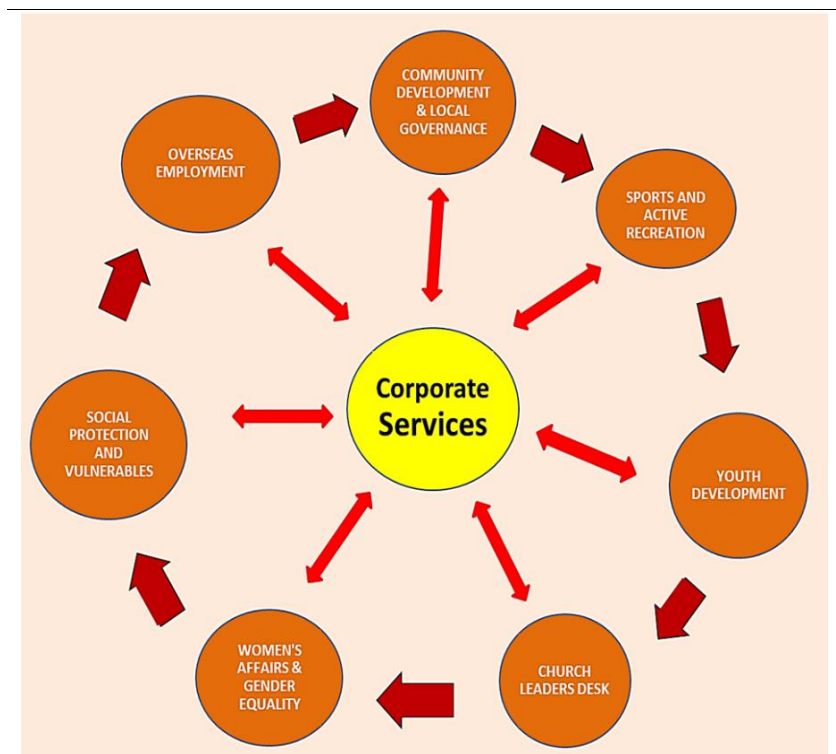 COMMUNITY
DEVELOPMENT
& LOCAL
GOVERNANCE
OVERSEAS
EMPLOYMENT
SPORTS AND
ACTIVE
RECREATION
Corporate
Services
SOCIAL
PROTECTION
AND
VULNERABLES
YOUTH
DEVELOPMENT
WOMEN'S
AFFAIRS &
GENDER
EQUALITY
CHURCH
LEADERS DESK